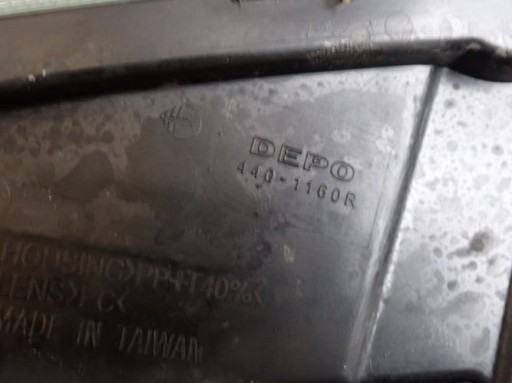 DEPO
440-1160R
HOUSING>PP+T40%<
LENS>PC<
MADE IN TAIWAN